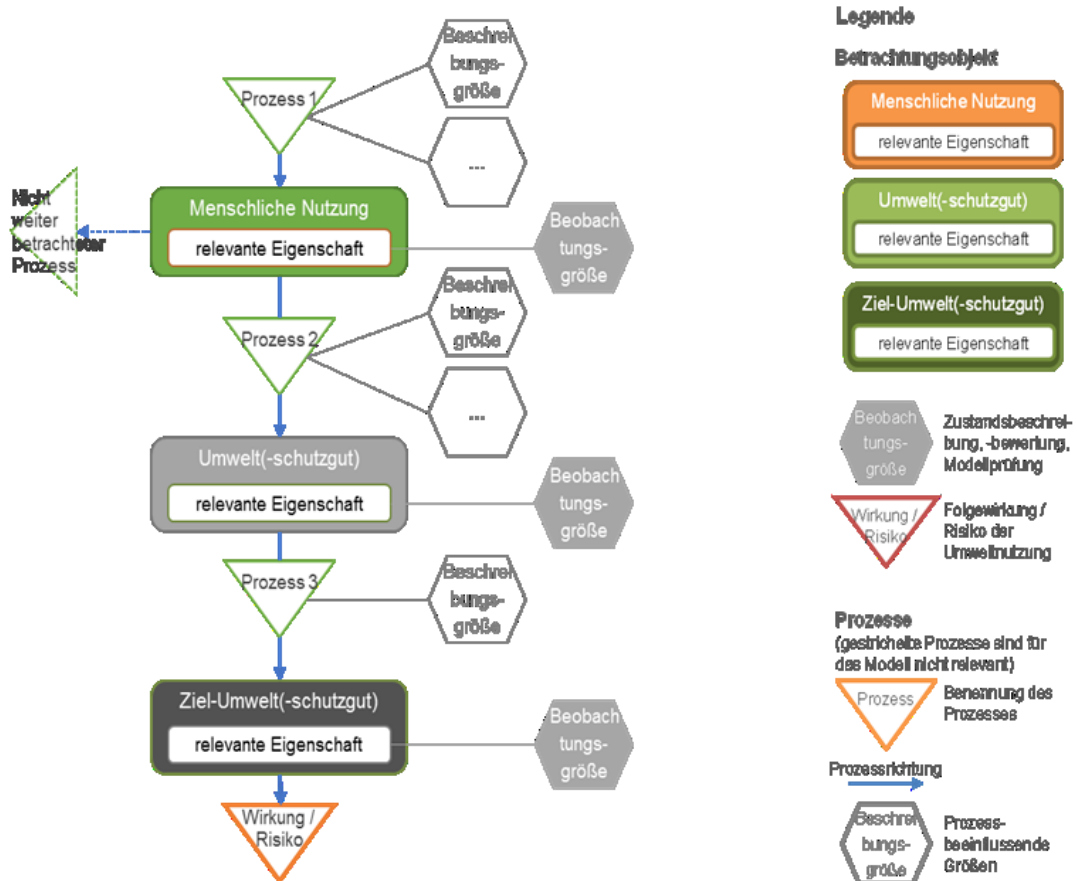 Beschrei
bungs-
größe
Prozess 1
...
Nicht
weiter
betrachteter
Prozess
Menschliche Nutzung
relevante Eigenschaft
Beobach
tungs-
größe
Beschrei
bungs-
größe
Prozess 2
...
Umwelt(-schutzgut)
relevante Eigenschaft
Beobach
tungs-
größe
Prozess 3
Beschrei
bungs-
größe
Ziel-Umwelt(-schutzgut)
relevante Eigenschaft
Beobach
tungs-
größe
Wirkung /
Risiko
Legende
Betrachtungsobjekt
Menschliche Nutzung
relevante Eigenschaft
Umwelt(-schutzgut)
relevante Eigenschaft
Ziel-Umwelt(-schutzgut)
relevante Eigenschaft
Beobach
tungs-
größe
Zustandsbeschrei-
bung, -bewertung,
Modellprüfung
Wirkung /
Risiko
Folgewirkung /
Risiko der
Umweltnutzung
Prozesse
(gestrichelte Prozesse sind für
das Modell nicht relevant)
Prozess
Benennung des
Prozesses
Prozessrichtung
Beschrei
bungs-
größe
Prozess-
beeinflussende
Größen